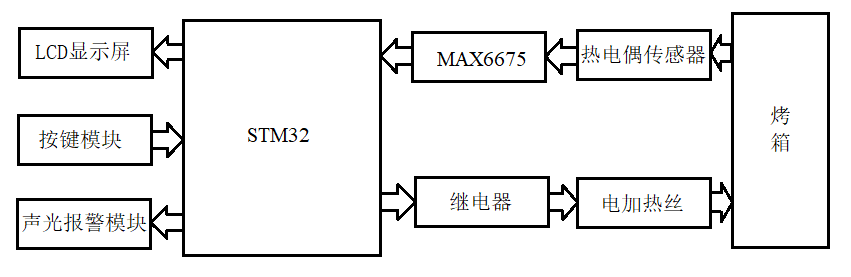 LCD显示屏
按键模块
声光报警模块
STM32
MAX6675
热电偶传感器
继电器
电加热丝
烤
箱